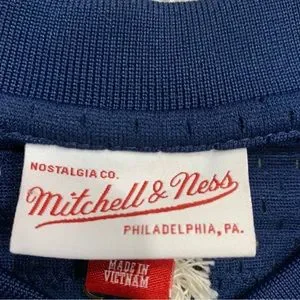 NOSTALGIA CO.
Mitchell & Ness
PHILADELPHIA, PA.
MADE IN
VIETNAM